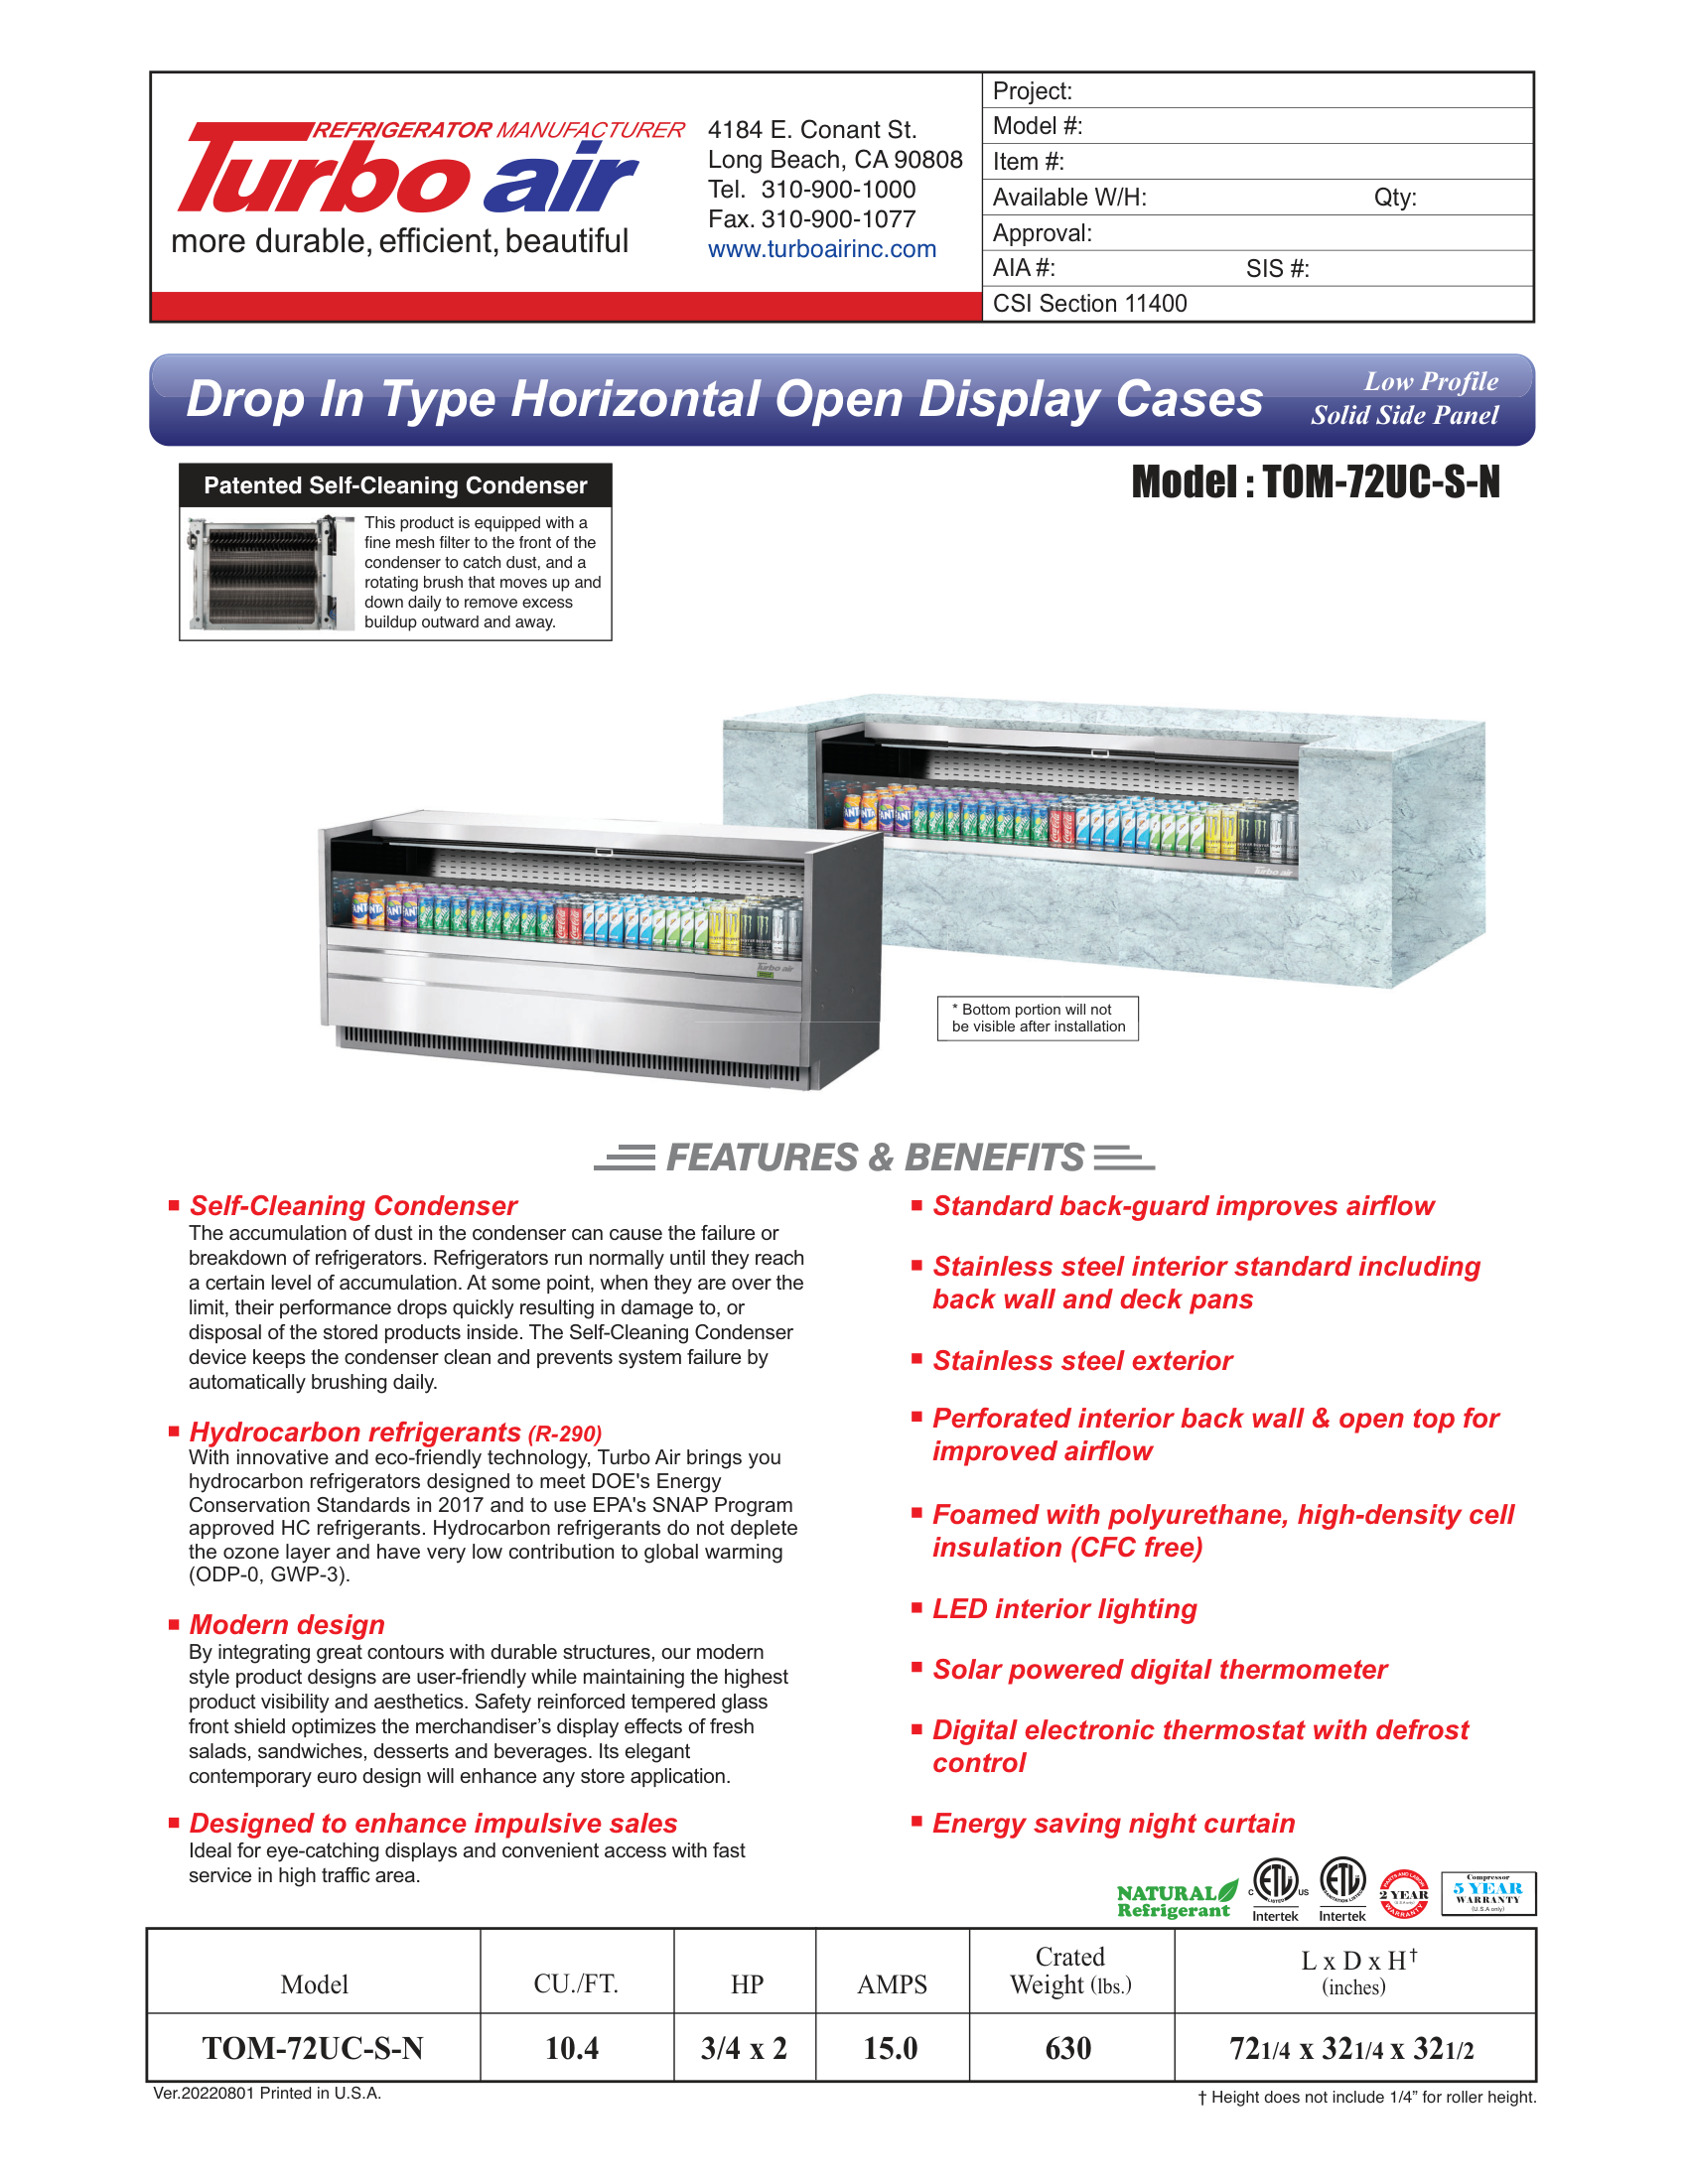 REFRIGERATOR MANUFACTURER
Turbo air
more durable, efficient, beautiful
4184 E. Conant St.
Long Beach, CA 90808
Tel. 310-900-1000
Fax. 310-900-1077
www.turboairinc.com
Project:
Model #:
Item #:
Available W/H: Qty:
Approval:
AIA #: SIS #:
CSI Section 11400
Drop In Type Horizontal Open Display Cases
Low Profile
Solid Side Panel
Patented Self-Cleaning Condenser
This product is equipped with a
fine mesh filter to the front of the
condenser to catch dust, and a
rotating brush that moves up and
down daily to remove excess
buildup outward and away.
Model : TOM-72UC-S-N
Turbo air
Turbo air
* Bottom portion will not
be visible after installation
FEATURES & BENEFITS
Self-Cleaning Condenser
The accumulation of dust in the condenser can cause the failure or
breakdown of refrigerators. Refrigerators run normally until they reach
a certain level of accumulation. At some point, when they are over the
limit, their performance drops quickly resulting in damage to, or
disposal of the stored products inside. The Self-Cleaning Condenser
device keeps the condenser clean and prevents system failure by
automatically brushing daily.
Hydrocarbon refrigerants (R-290)
With innovative and eco-friendly technology, Turbo Air brings you
hydrocarbon refrigerators designed to meet DOE's Energy
Conservation Standards in 2017 and to use EPA's SNAP Program
approved HC refrigerants. Hydrocarbon refrigerants do not deplete
the ozone layer and have very low contribution to global warming
(ODP-0, GWP-3).
Modern design
By integrating great contours with durable structures, our modern
style product designs are user-friendly while maintaining the highest
product visibility and aesthetics. Safety reinforced tempered glass
front shield optimizes the merchandiser’s display effects of fresh
salads, sandwiches, desserts and beverages. Its elegant
contemporary euro design will enhance any store application.
Designed to enhance impulsive sales
Ideal for eye-catching displays and convenient access with fast
service in high traffic area.
Standard back-guard improves airflow
Stainless steel interior standard including
back wall and deck pans
Stainless steel exterior
Perforated interior back wall & open top for
improved airflow
Foamed with polyurethane, high-density cell
insulation (CFC free)
LED interior lighting
Solar powered digital thermometer
Digital electronic thermostat with defrost
control
Energy saving night curtain
NATURAL
Refrigerant
C ETL US
LISTED
Intertek
ETL
SANITATION LISTED
Intertek
PARTS AND LABOR
2 YEAR
WARRANTY
Compressor
5 YEAR
WARRANTY
(U.S.A only)
Model CU./FT. HP AMPS Crated Weight (lbs.) L x D x H† (inches)
TOM-72UC-S-N 10.4 3/4 x 2 15.0 630 721/4 x 321/4 x 321/2
Ver.20220801 Printed in U.S.A.
† Height does not include 1/4” for roller height.